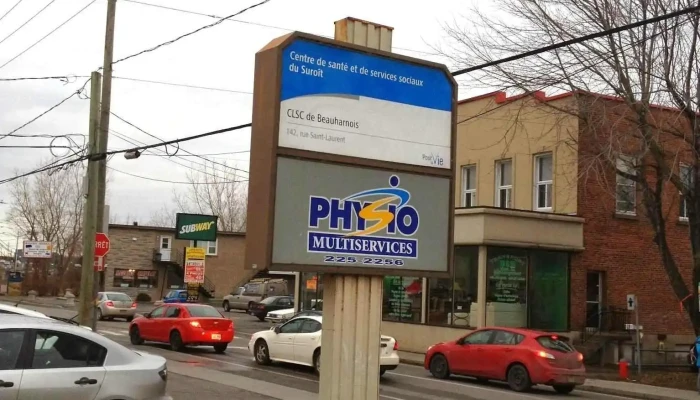 Centre de santé et de services sociaux
du Suroît
CLSC de Beauharnois
142, rue Saint-Laurent
Vie
PHYSIO
MULTISERVICES
225-2256
SUBWAY
ARRÊT